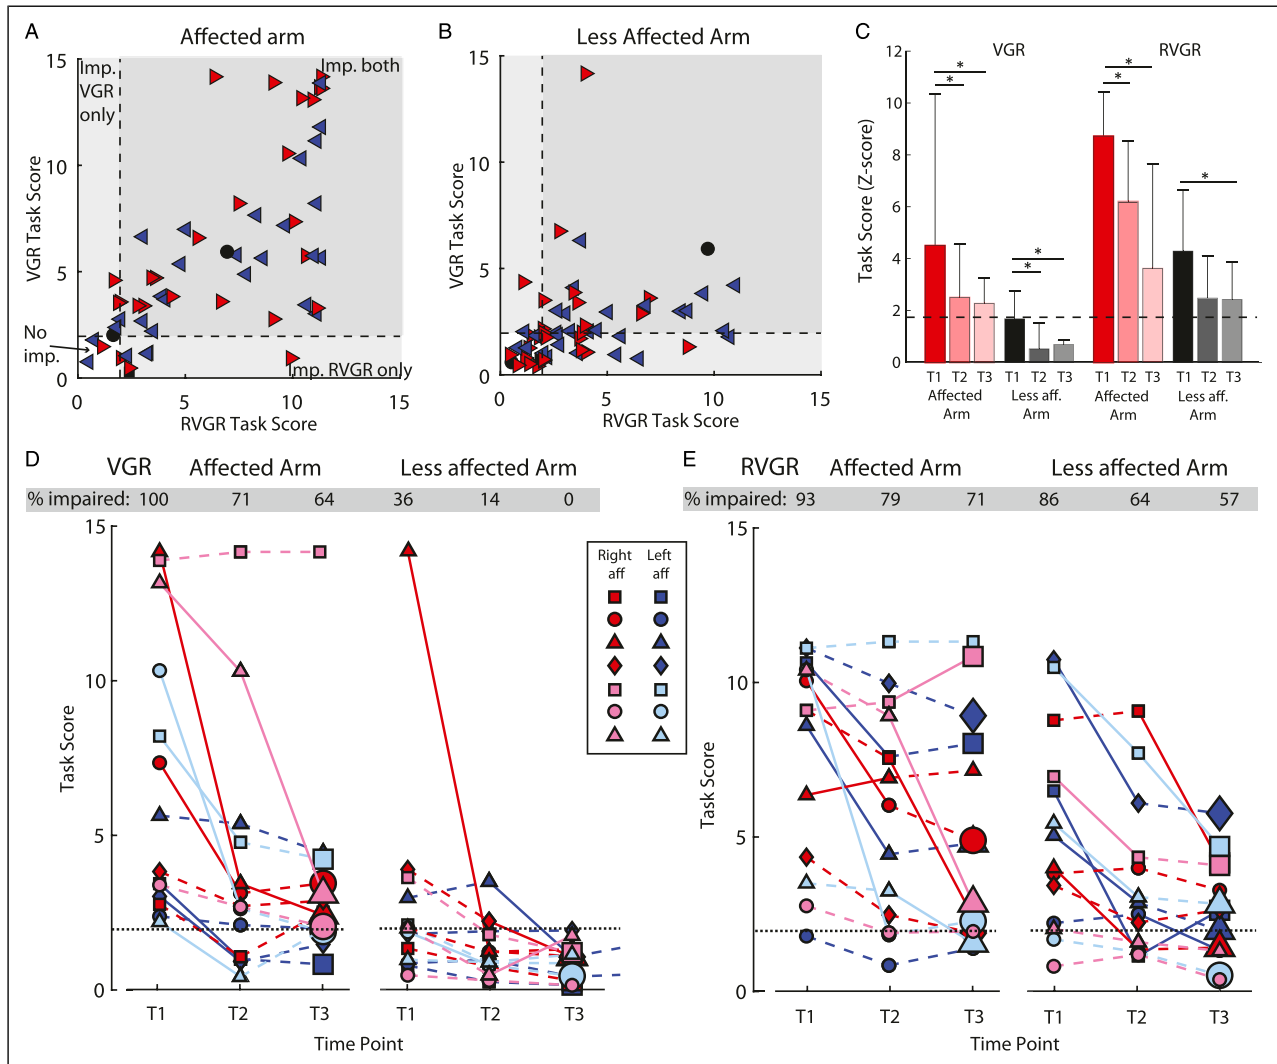 A
Affected arm
VGR Task Score
15
10
5
0
Imp.
VGR
only
Imp. both
No
imp.
Imp. RVGR only
0
5
10
15
RVGR Task Score
B
Less Affected Arm
VGR Task Score
15
10
5
0
0
5
10
15
RVGR Task Score
C
VGR
RVGR
Task Score (Z-score)
12
10
8
6
4
2
0
*
*
*
*
*
*
*
T1 T2 T3 T1 T2 T3 T1 T2 T3 T1 T2 T3
Affected Less aff. Affected Less aff.
Arm Arm Arm Arm
D
VGR Affected Arm Less affected Arm
% impaired: 100 71 64 36 14 0
Task Score
15
10
5
0
0
T1 T2 T3 T1 T2 T3
Time Point
Right Left
aff aff
E
RVGR Affected Arm Less affected Arm
% impaired: 93 79 71 86 64 57
Task Score
15
10
5
0
0
T1 T2 T3 T1 T2 T3
Time Point